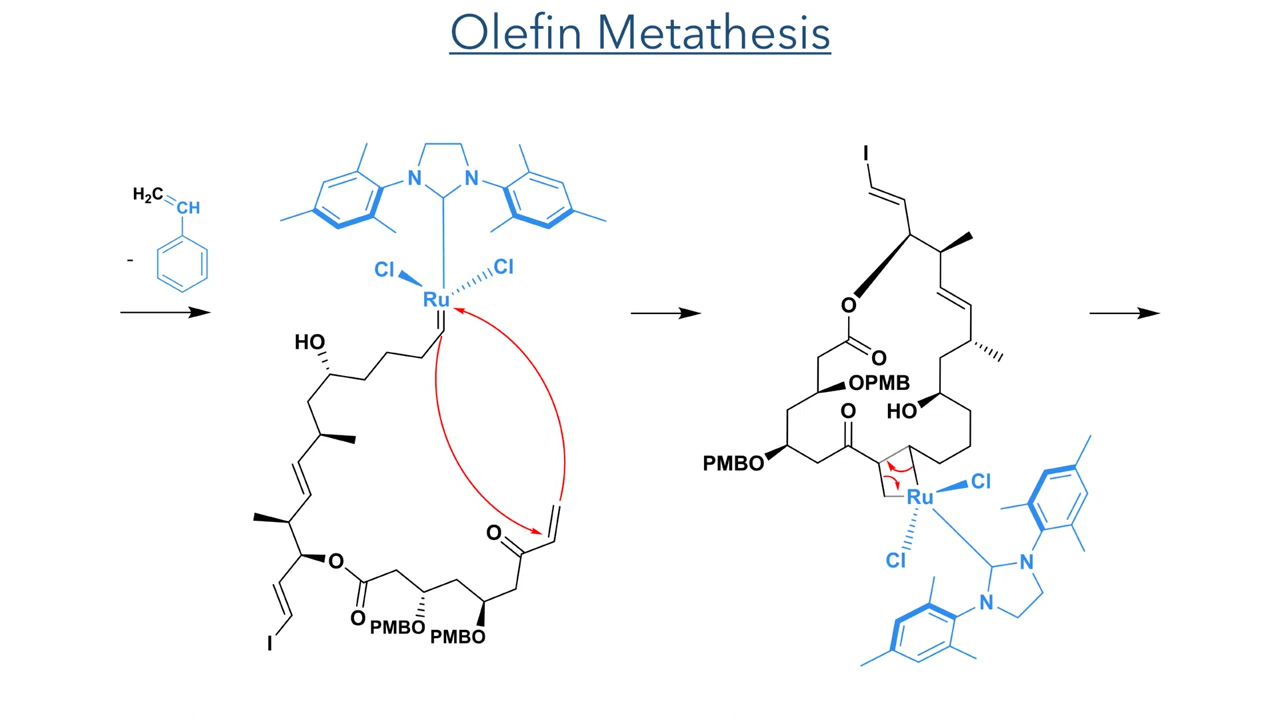 Olefin Metathesis
H₂C
CH
-
N
N
Cl
Cl
Ru
HO
O
O
O
PMBO
PMBO
I
I
O
O
OPMB
O
HO
PMBO
Ru
Cl
Cl
N
N